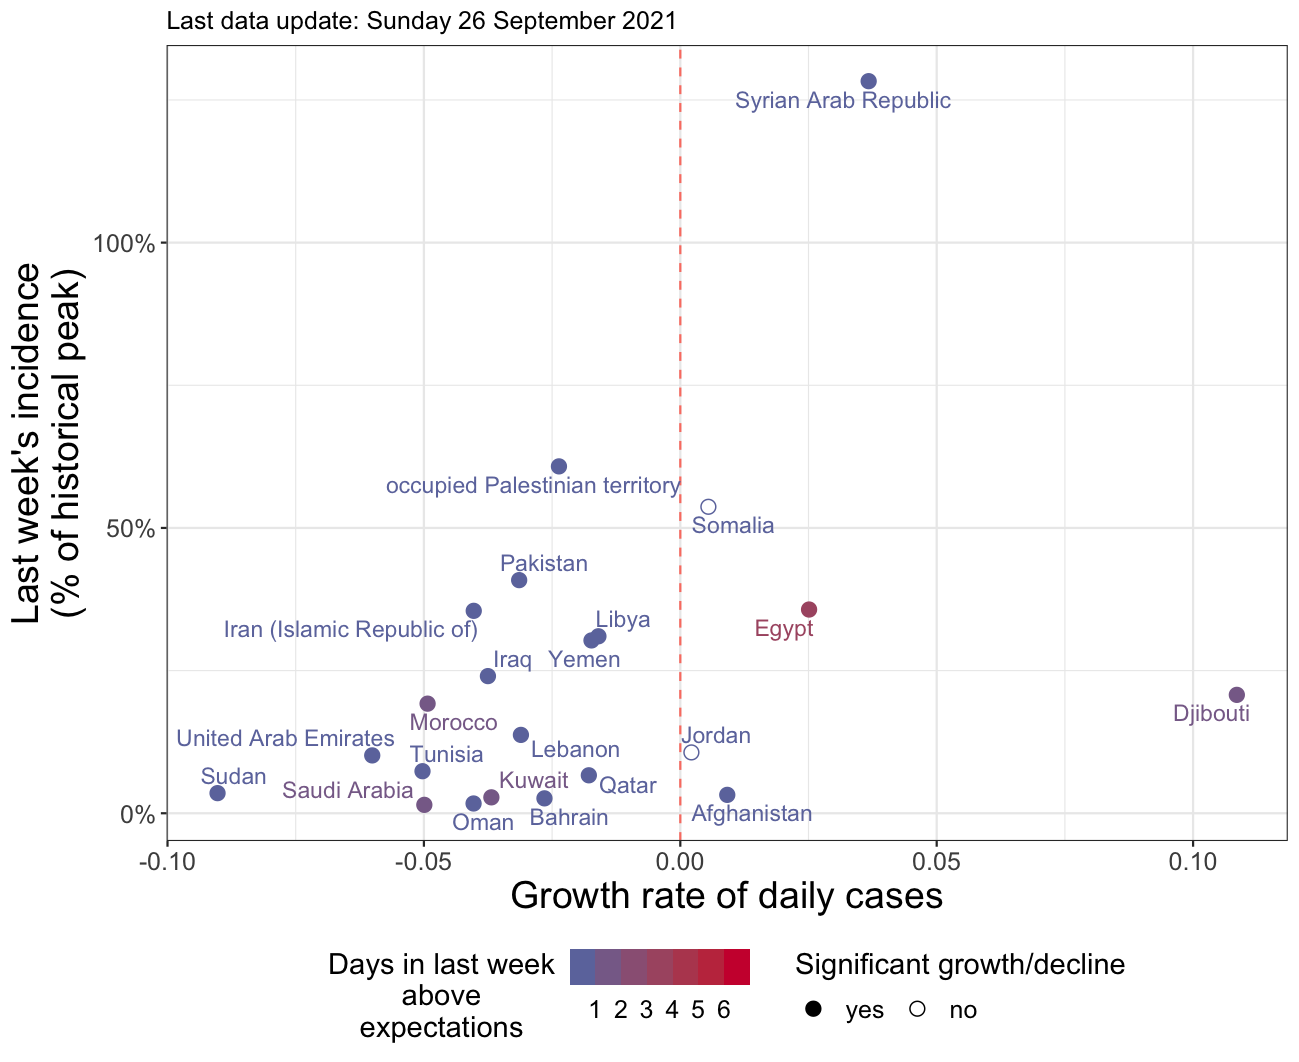 Last data update: Sunday 26 September 2021
Syrian Arab Republic
100%
occupied Palestinian territory
Somalia
50%
Pakistan
Libya
Iran (Islamic Republic of)
Egypt
Iraq
Yemen
Djibouti
Morocco
United Arab Emirates
Jordan
Lebanon
Tunisia
Sudan
Kuwait
Qatar
Saudi Arabia
Afghanistan
Bahrain
Oman
0%
-0.10
-0.05
0.00
0.05
0.10
Last week's incidence
(% of historical peak)
Growth rate of daily cases
Days in last week
above
expectations
1 2 3 4 5 6
Significant growth/decline
yes
no